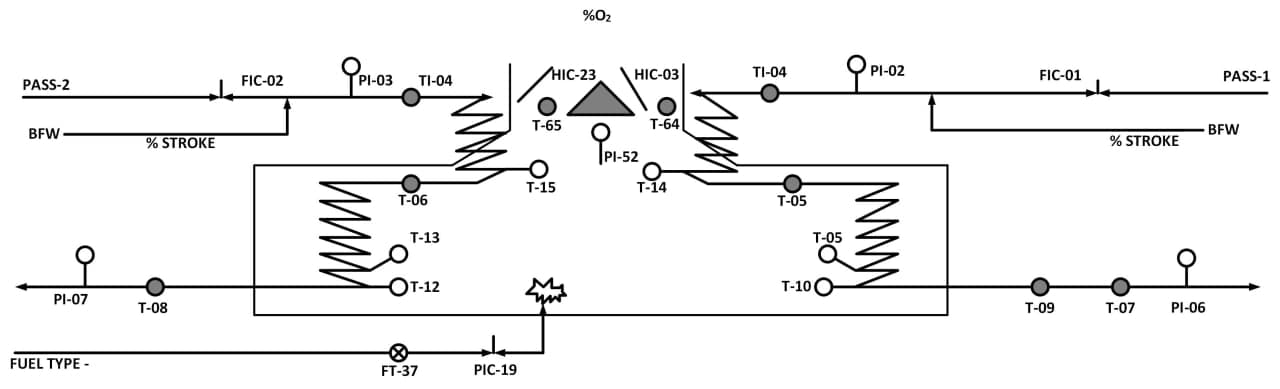 %O₂
PASS-2
FIC-02
PI-03
TI-04
HIC-23
HIC-03
TI-04
PI-02
FIC-01
PASS-1
BFW
% STROKE
T-65
T-64
% STROKE
BFW
PI-52
T-15
T-14
T-06
T-05
T-13
T-05
T-12
T-10
PI-07
T-08
T-09
T-07
PI-06
FUEL TYPE -
FT-37
PIC-19